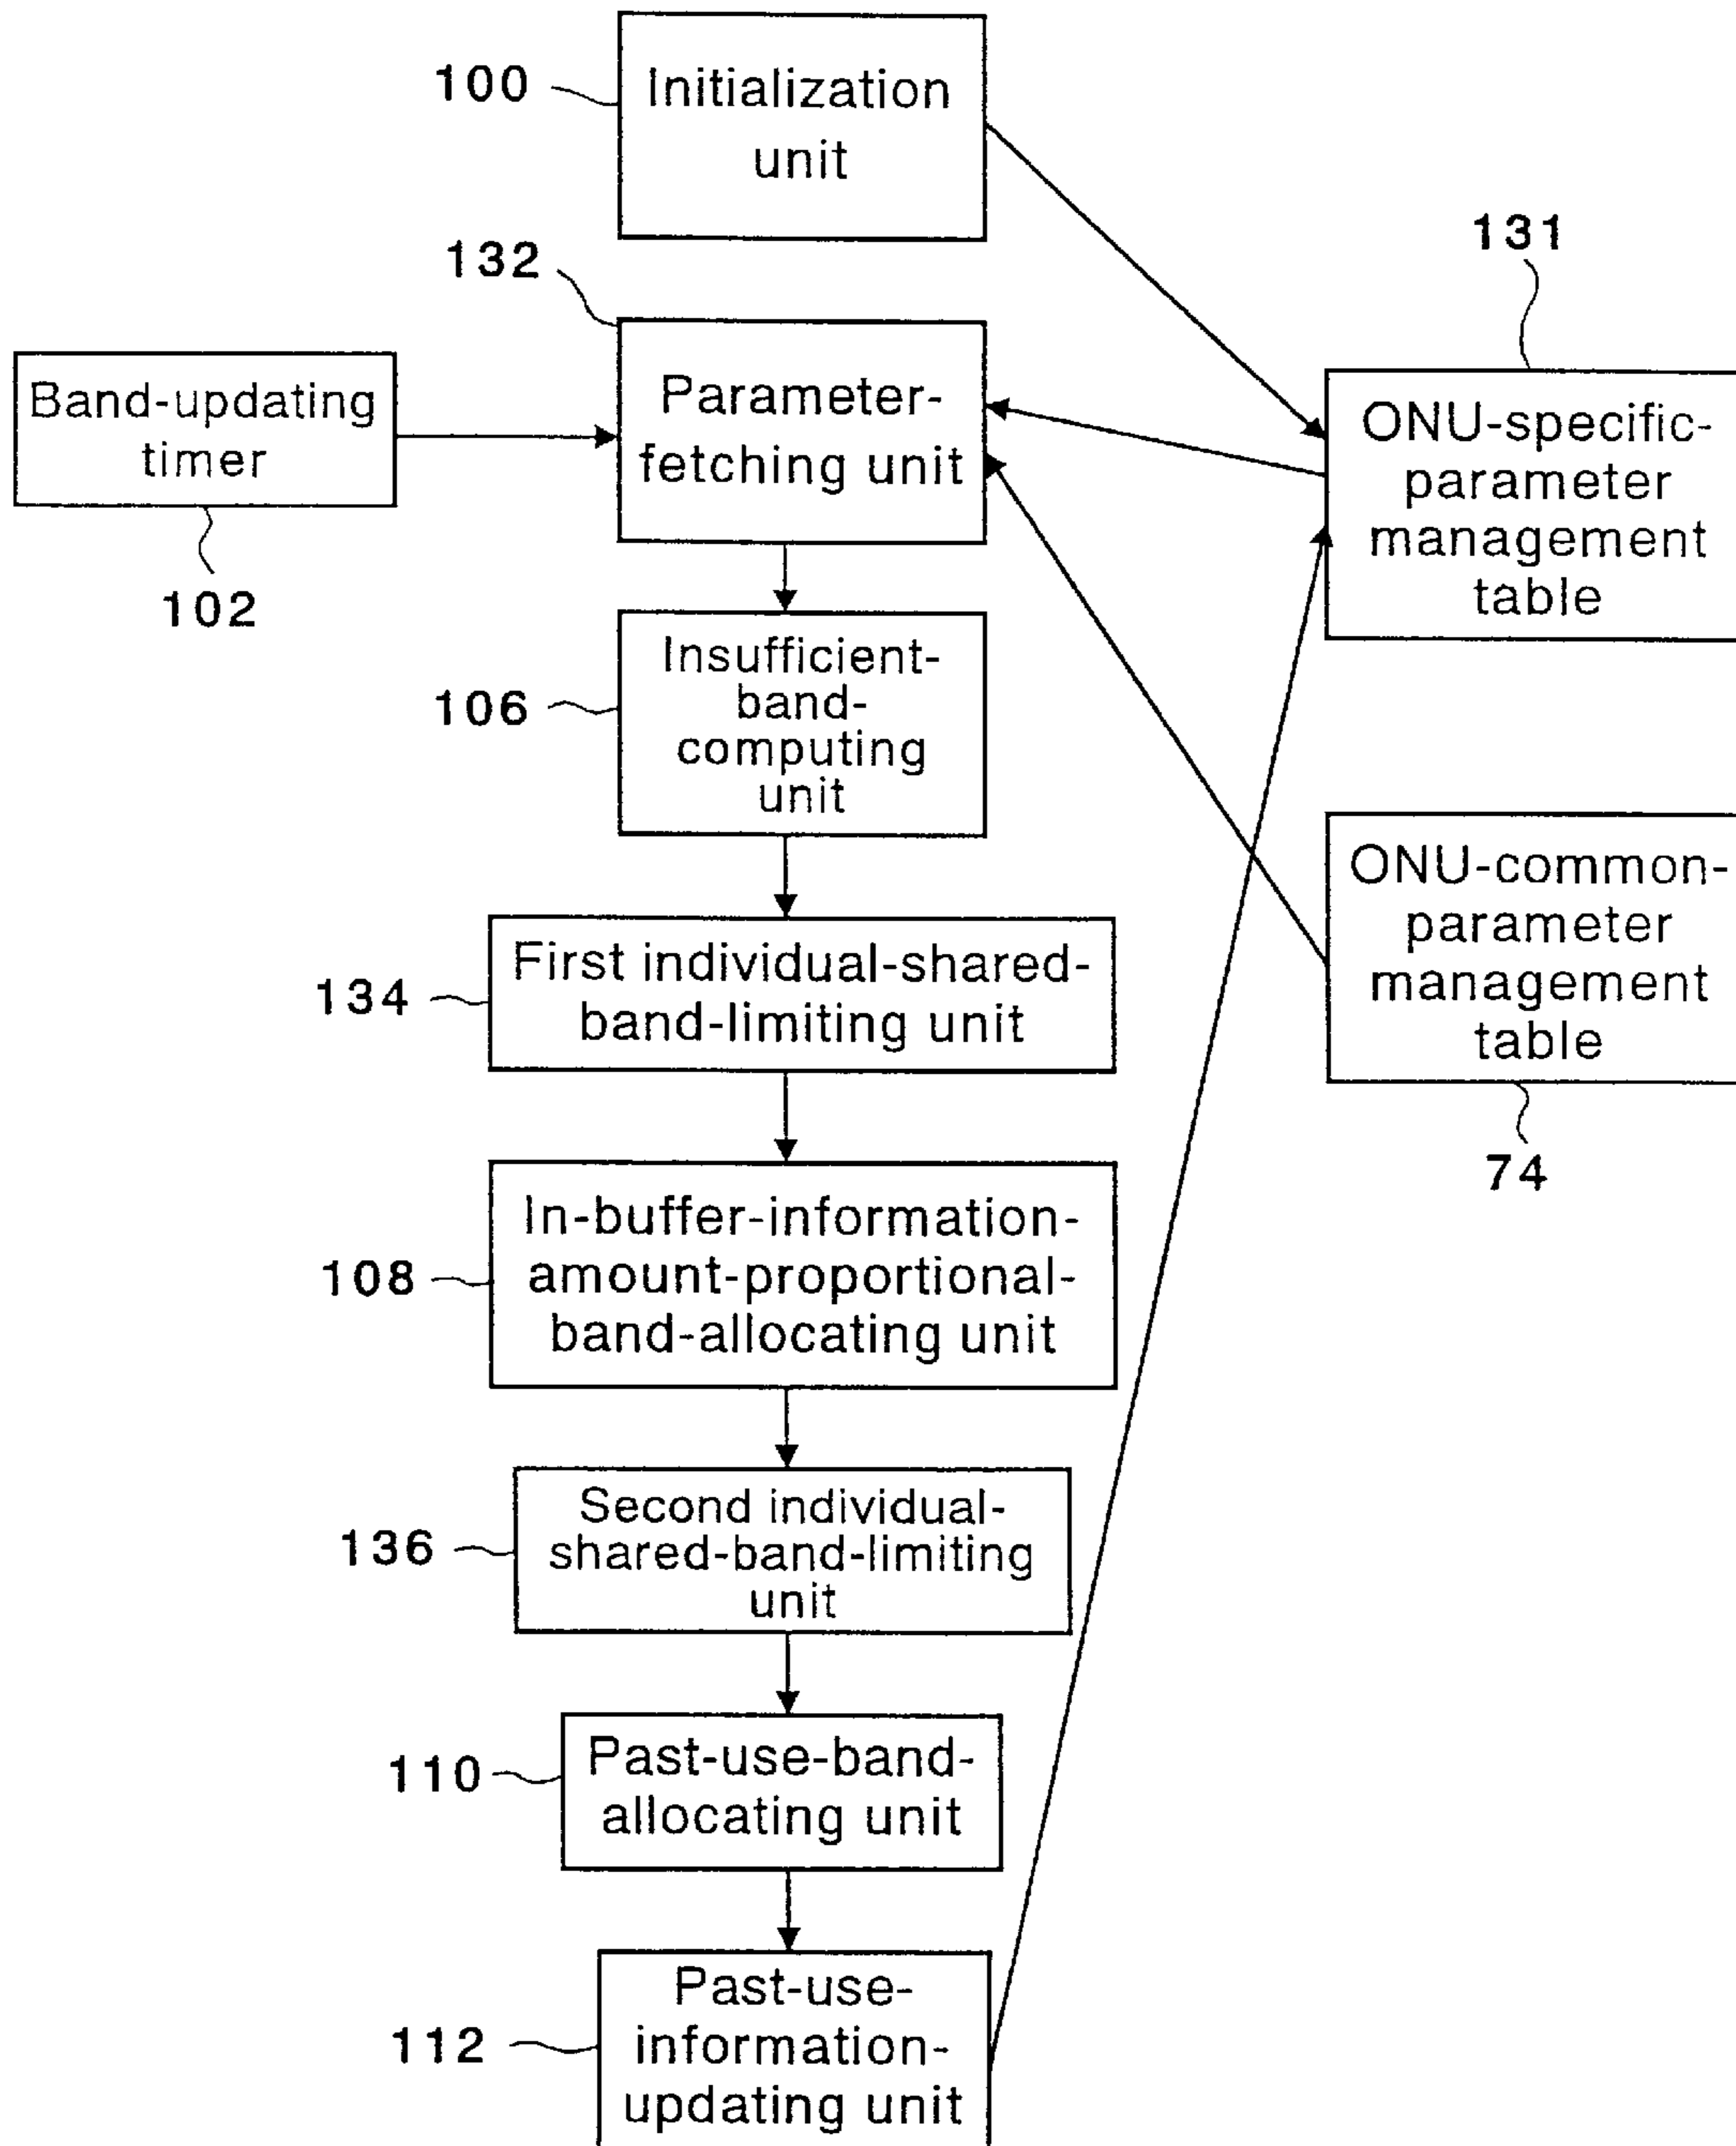 100
Initialization
unit
132
131
Band-updating
timer
102
Parameter-
fetching unit
ONU-specific-
parameter
management
table
106
Insufficient-
band-
computing
unit
ONU-common-
parameter
management
table
74
134
First individual-shared-
band-limiting unit
108
In-buffer-information-
amount-proportional-
band-allocating unit
136
Second individual-
shared-band-limiting
unit
110
Past-use-band-
allocating unit
112
Past-use-
information-
updating unit